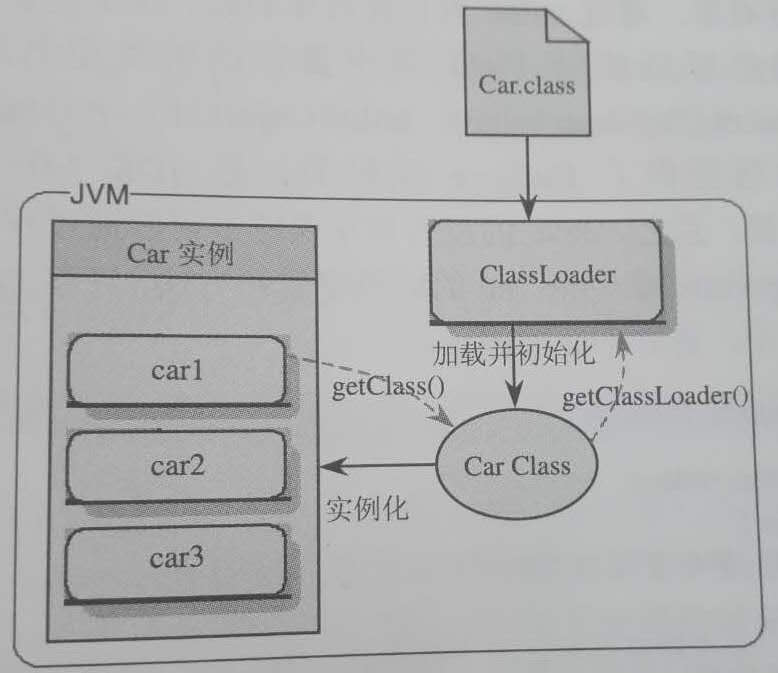 Car.class
JVM
Car 实例
ClassLoader
加载并初始化
car1
getClass()
getClassLoader()
car2
Car Class
实例化
car3